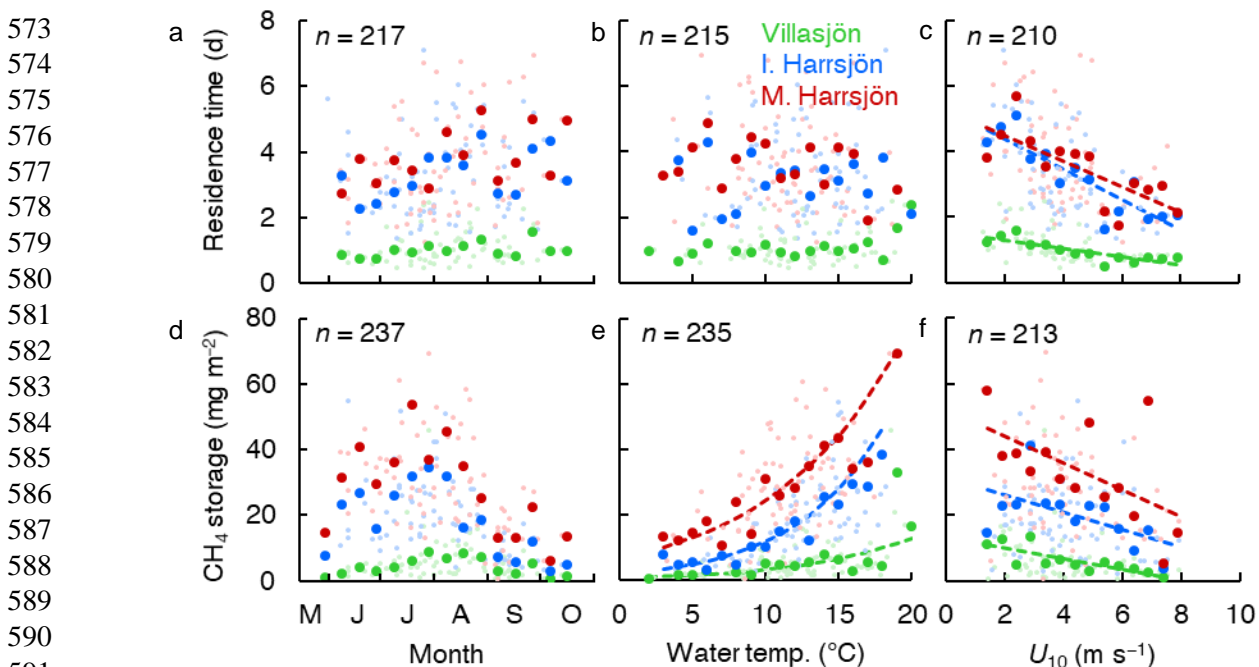 573
574
575
576
577
578
579
580
581
582
583
584
585
586
587
588
589
590
a
n = 217
b
n = 215
Villasjön
I. Harrsjön
M. Harrsjön
c
n = 210
8
6
4
2
0
Residence time (d)
d
n = 237
e
n = 235
f
n = 213
80
60
40
20
0
CH₄ storage (mg m⁻²)
M J J A S O
Month
0 5 10 15 20
Water temp. (°C)
0 2 4 6 8 10
U₁₀ (m s⁻¹)